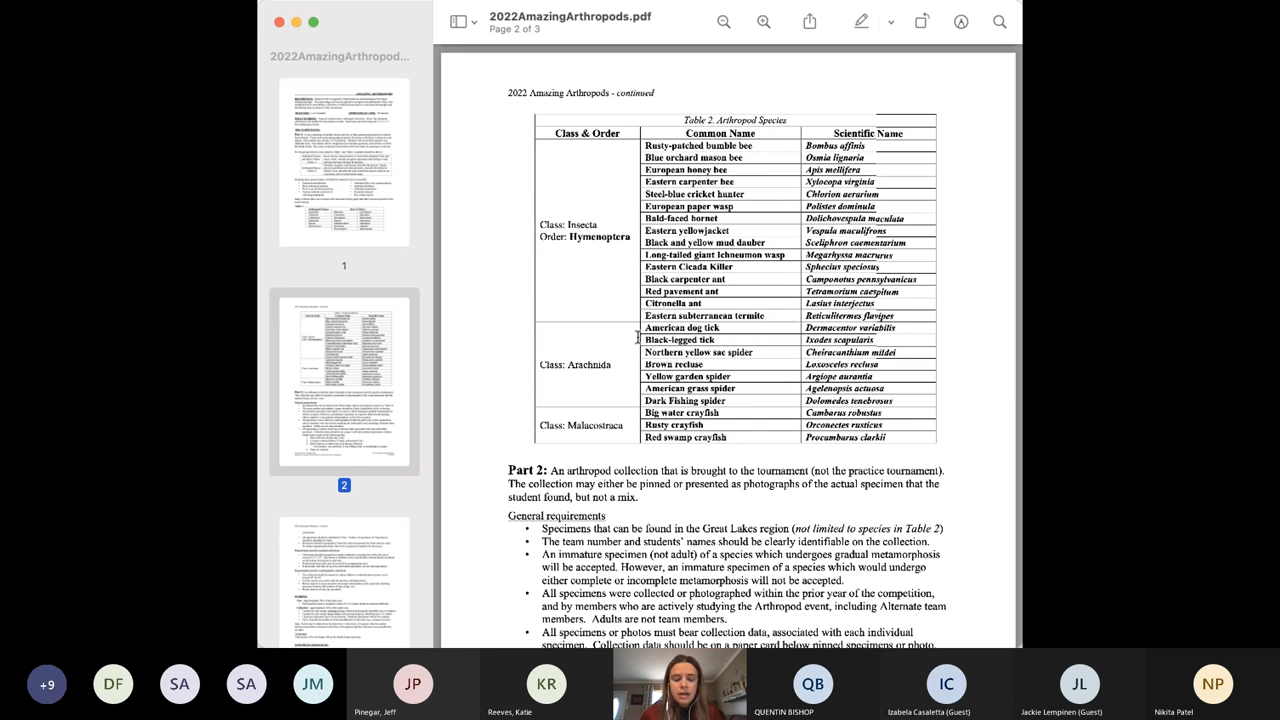 2022AmazingArthropods.pdf
Page 2 of 3
2022AmazingArthropod...
1
2
2022 Amazing Arthropods - continued
Table 2. Arthropod Species
Class & Order Common Name Scientific Name
Class: Insecta
Order: Hymenoptera
Rusty-patched bumble bee Bombus affinis
Blue orchard mason bee Osmia lignaria
European honey bee Apis mellifera
Eastern carpenter bee Xylocopa virginia
Steel-blue cricket hunter Chlorion aerarium
European paper wasp Polistes dominula
Bald-faced hornet Dolichovespula maculata
Eastern yellowjacket Vespula maculifrons
Black and yellow mud dauber Sceliphron caementarium
Long-tailed giant Ichneumon wasp Megarhyssa macrurus
Eastern Cicada Killer Sphecius speciosus
Black carpenter ant Camponotus pennsylvanicus
Red pavement ant Tetramorium caespitum
Citronella ant Lasius interjectus
Eastern subterranean termite Reticulitermes flavipes
Class: Arachnida
American dog tick Dermacentor variabilis
Black-legged tick Ixodes scapularis
Northern yellow sac spider Cheiracanthium mildei
Brown recluse Loxosceles reclusa
Yellow garden spider Argiope aurantia
American grass spider Agelenopsis actuosa
Dark Fishing spider Dolomedes tenebrosus
Class: Malacostraca
Big water crayfish Cambarus robustus
Rusty crayfish Orconectes rusticus
Red swamp crayfish Procambarus clarkii
Part 2: An arthropod collection that is brought to the tournament (not the practice tournament).
The collection may either be pinned or presented as photographs of the actual specimen that the
student found, but not a mix.
General requirements
• Specimens that can be found in the Great Lakes region (not limited to species in Table 2)
• The team number and students' names should be clearly identifiable on the collection.
• An immature specimen (not adult) of a species which undergoes gradual metamorphosis
will be accepted. However, an immature specimen of a species which would undergo
either complete or incomplete metamorphosis will be accepted.
• All specimens were collected or photographed within the prior year of the competition,
and by members who are actively studying for this event, including Alternate team
members. Adults are not team members.
• All specimens or photos must bear collection data associated with each individual
specimen. Collection data should be on a paper card below pinned specimens or photo.
+9
DF
SA
SA
JM
JP
Pinegar, Jeff
KR
Reeves, Katie
QB
QUENTIN BISHOP
IC
Izabela Casaletta (Guest)
JL
Jackie Lempinen (Guest)
NP
Nikita Patel